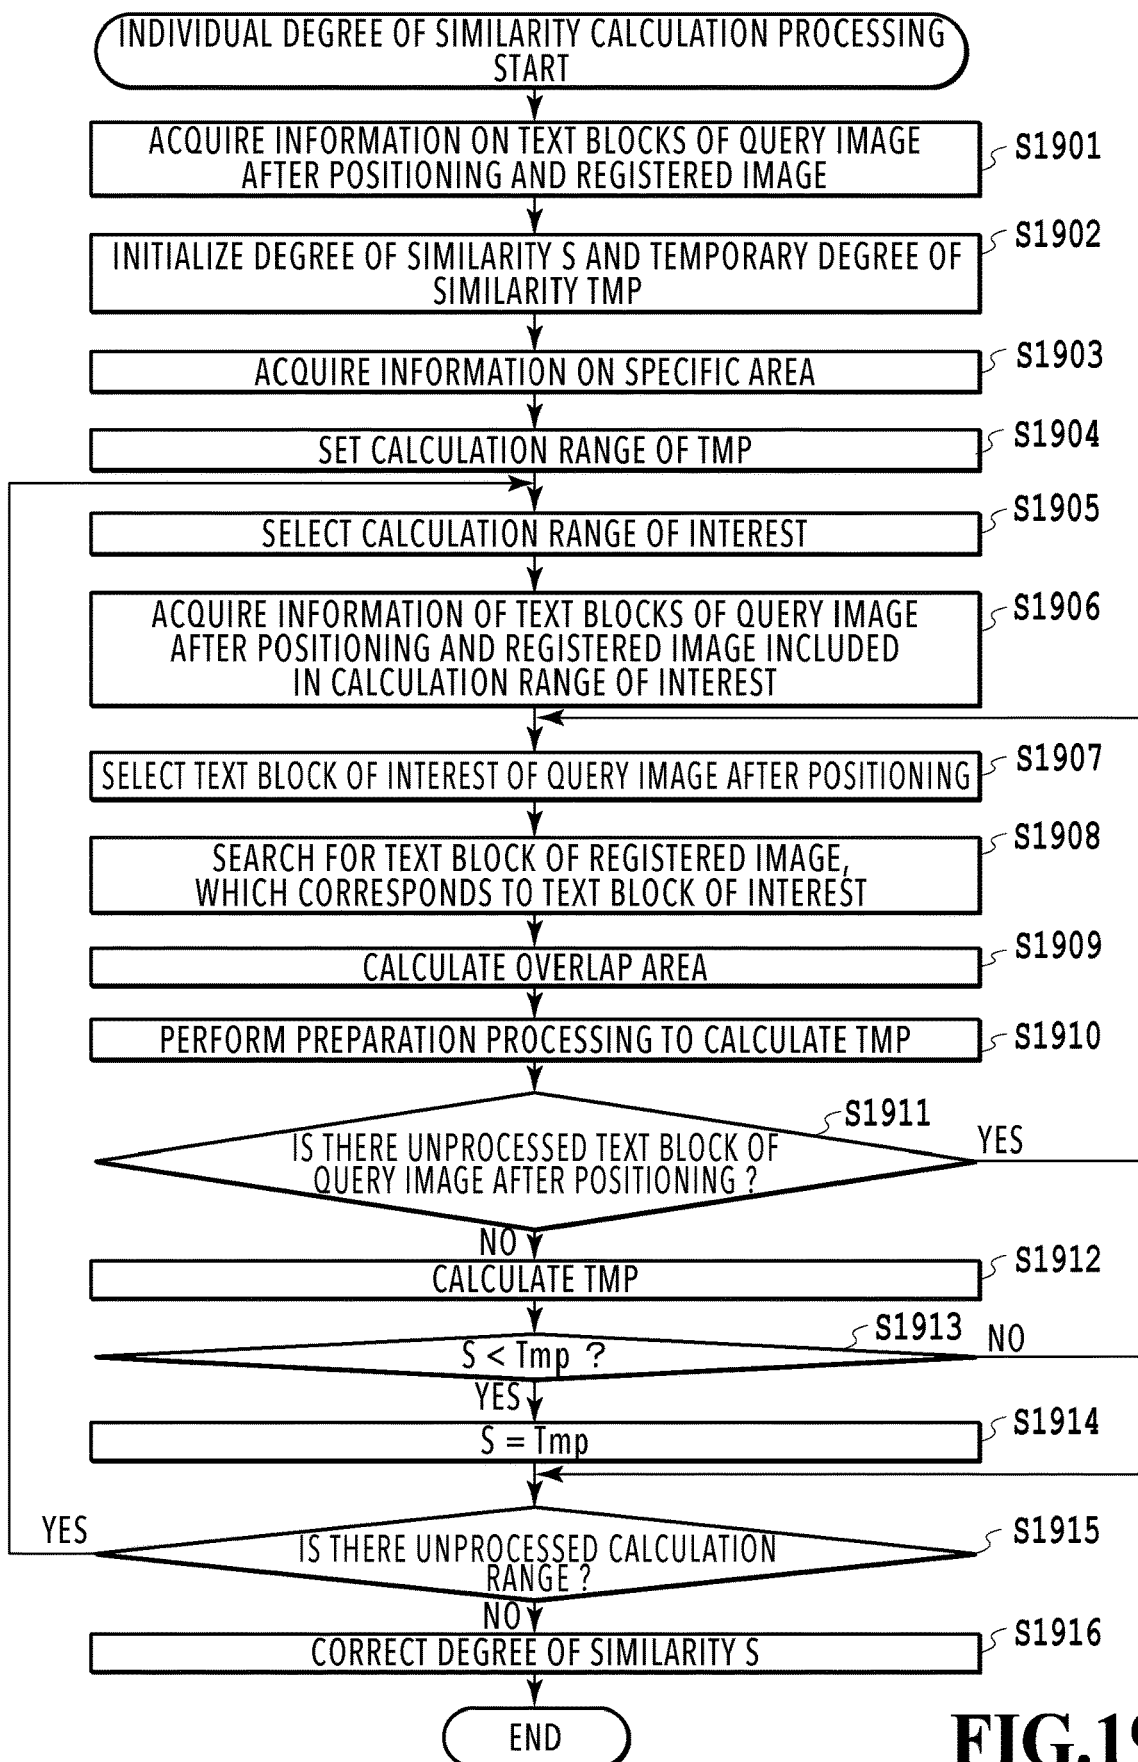 INDIVIDUAL DEGREE OF SIMILARITY CALCULATION PROCESSING
START
ACQUIRE INFORMATION ON TEXT BLOCKS OF QUERY IMAGE
AFTER POSITIONING AND REGISTERED IMAGE
S1901
INITIALIZE DEGREE OF SIMILARITY S AND TEMPORARY DEGREE OF
SIMILARITY TMP
S1902
ACQUIRE INFORMATION ON SPECIFIC AREA
S1903
SET CALCULATION RANGE OF TMP
S1904
SELECT CALCULATION RANGE OF INTEREST
S1905
ACQUIRE INFORMATION OF TEXT BLOCKS OF QUERY IMAGE
AFTER POSITIONING AND REGISTERED IMAGE INCLUDED
IN CALCULATION RANGE OF INTEREST
S1906
SELECT TEXT BLOCK OF INTEREST OF QUERY IMAGE AFTER POSITIONING
S1907
SEARCH FOR TEXT BLOCK OF REGISTERED IMAGE,
WHICH CORRESPONDS TO TEXT BLOCK OF INTEREST
S1908
CALCULATE OVERLAP AREA
S1909
PERFORM PREPARATION PROCESSING TO CALCULATE TMP
S1910
S1911
IS THERE UNPROCESSED TEXT BLOCK OF
QUERY IMAGE AFTER POSITIONING ?
YES
NO
CALCULATE TMP
S1912
S1913
S < Tmp ?
NO
YES
S = Tmp
S1914
YES
IS THERE UNPROCESSED CALCULATION
RANGE ?
S1915
NO
CORRECT DEGREE OF SIMILARITY S
S1916
END
FIG.19